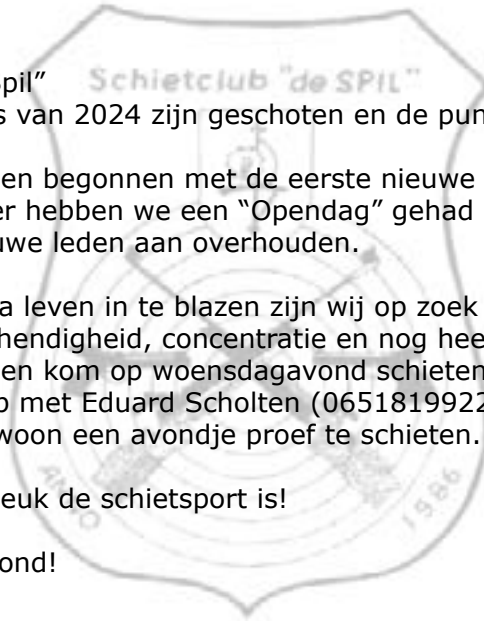 Spil”
Schietclub "de SPIL"
s van 2024 zijn geschoten en de pun
en begonnen met de eerste nieuwe
er hebben we een “Opendag” gehad
uwe leden aan overhouden.
a leven in te blazen zijn wij op zoek
hendigheid, concentratie en nog hee
en kom op woensdagavond schieten
p met Eduard Scholten (0651819922
woon een avondje proef te schieten.
euk de schietsport is!
ond!
ANNO 1986